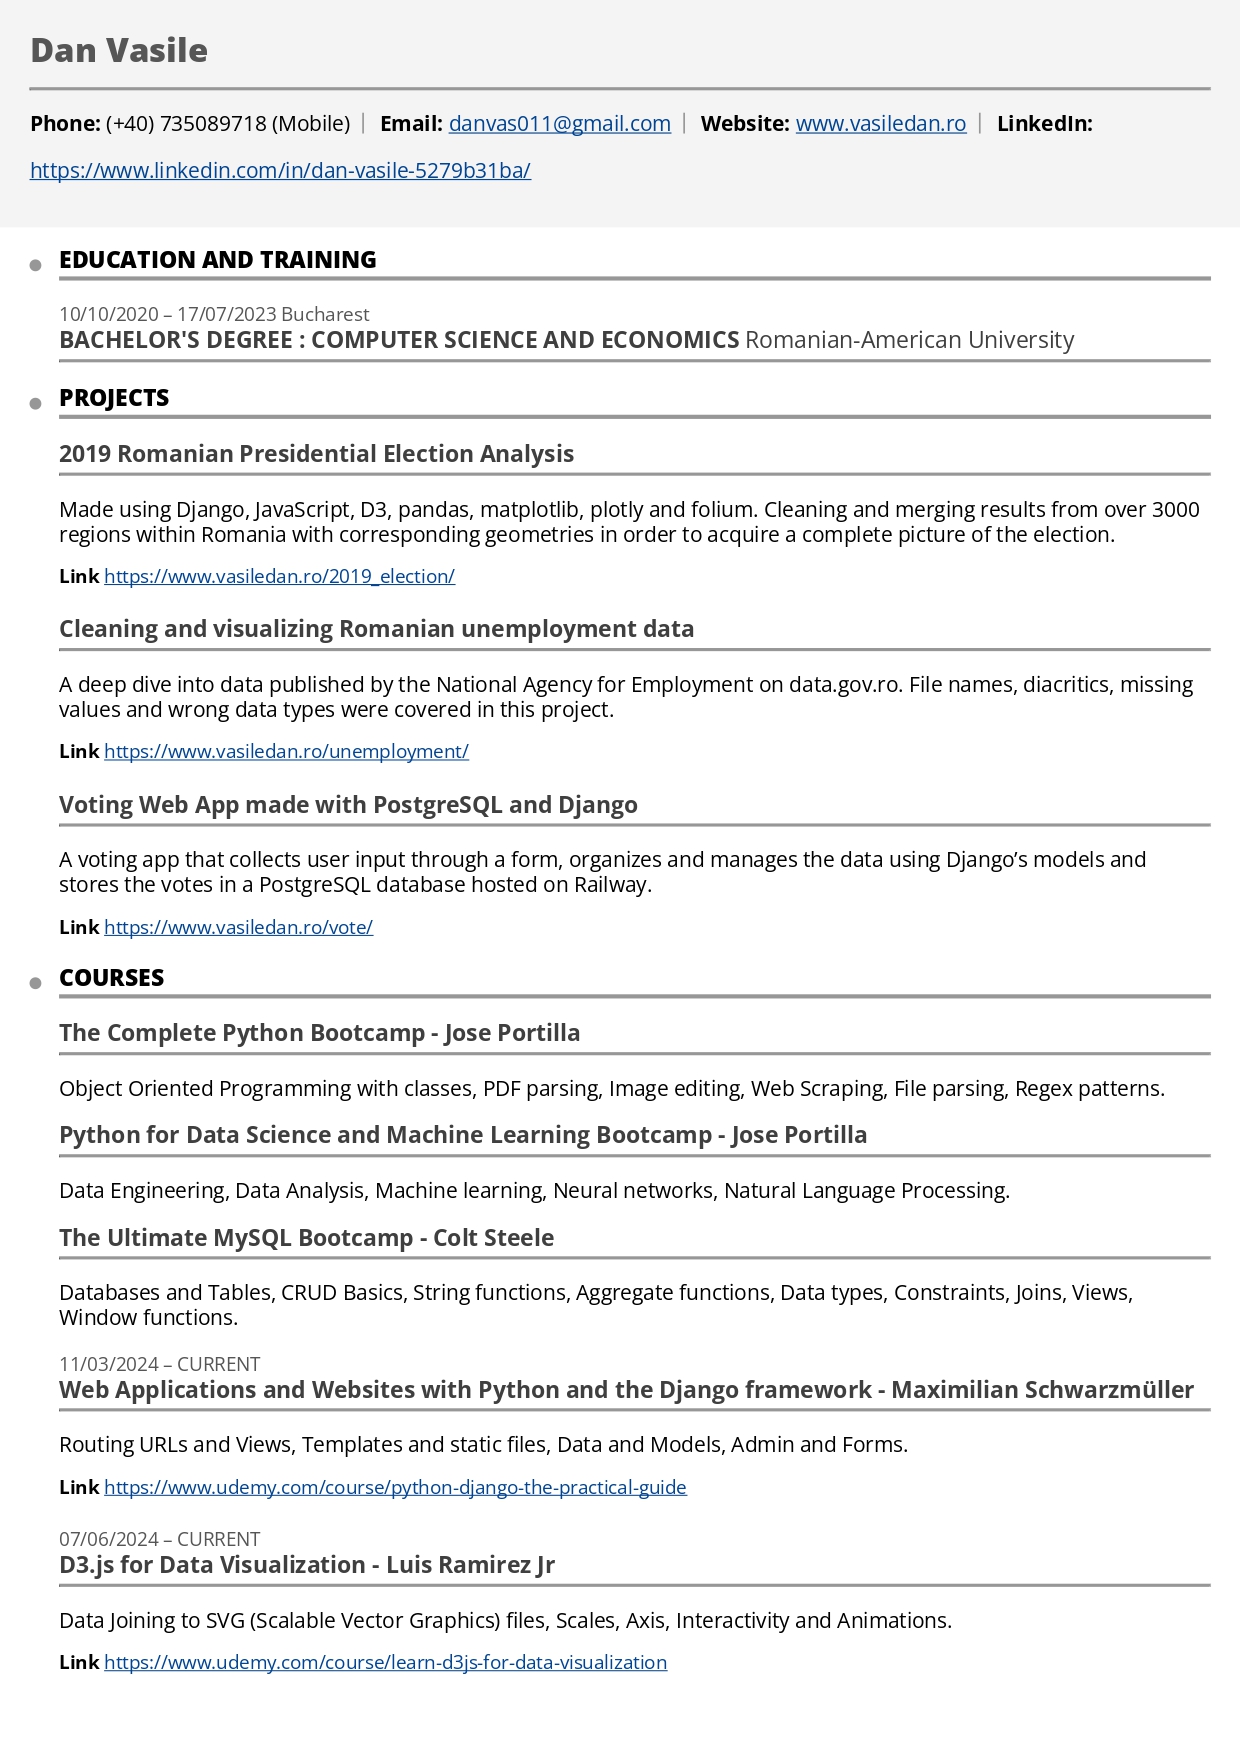 Dan Vasile
Phone: (+40) 735089718 (Mobile) | Email: danvas011@gmail.com | Website: www.vasiledan.ro | LinkedIn:
https://www.linkedin.com/in/dan-vasile-5279b31ba/
EDUCATION AND TRAINING
10/10/2020 – 17/07/2023 Bucharest
BACHELOR'S DEGREE : COMPUTER SCIENCE AND ECONOMICS Romanian-American University
PROJECTS
2019 Romanian Presidential Election Analysis
Made using Django, JavaScript, D3, pandas, matplotlib, plotly and folium. Cleaning and merging results from over 3000
regions within Romania with corresponding geometries in order to acquire a complete picture of the election.
Link https://www.vasiledan.ro/2019_election/
Cleaning and visualizing Romanian unemployment data
A deep dive into data published by the National Agency for Employment on data.gov.ro. File names, diacritics, missing
values and wrong data types were covered in this project.
Link https://www.vasiledan.ro/unemployment/
Voting Web App made with PostgreSQL and Django
A voting app that collects user input through a form, organizes and manages the data using Django’s models and
stores the votes in a PostgreSQL database hosted on Railway.
Link https://www.vasiledan.ro/vote/
COURSES
The Complete Python Bootcamp - Jose Portilla
Object Oriented Programming with classes, PDF parsing, Image editing, Web Scraping, File parsing, Regex patterns.
Python for Data Science and Machine Learning Bootcamp - Jose Portilla
Data Engineering, Data Analysis, Machine learning, Neural networks, Natural Language Processing.
The Ultimate MySQL Bootcamp - Colt Steele
Databases and Tables, CRUD Basics, String functions, Aggregate functions, Data types, Constraints, Joins, Views,
Window functions.
11/03/2024 – CURRENT
Web Applications and Websites with Python and the Django framework - Maximilian Schwarzmüller
Routing URLs and Views, Templates and static files, Data and Models, Admin and Forms.
Link https://www.udemy.com/course/python-django-the-practical-guide
07/06/2024 – CURRENT
D3.js for Data Visualization - Luis Ramirez Jr
Data Joining to SVG (Scalable Vector Graphics) files, Scales, Axis, Interactivity and Animations.
Link https://www.udemy.com/course/learn-d3js-for-data-visualization